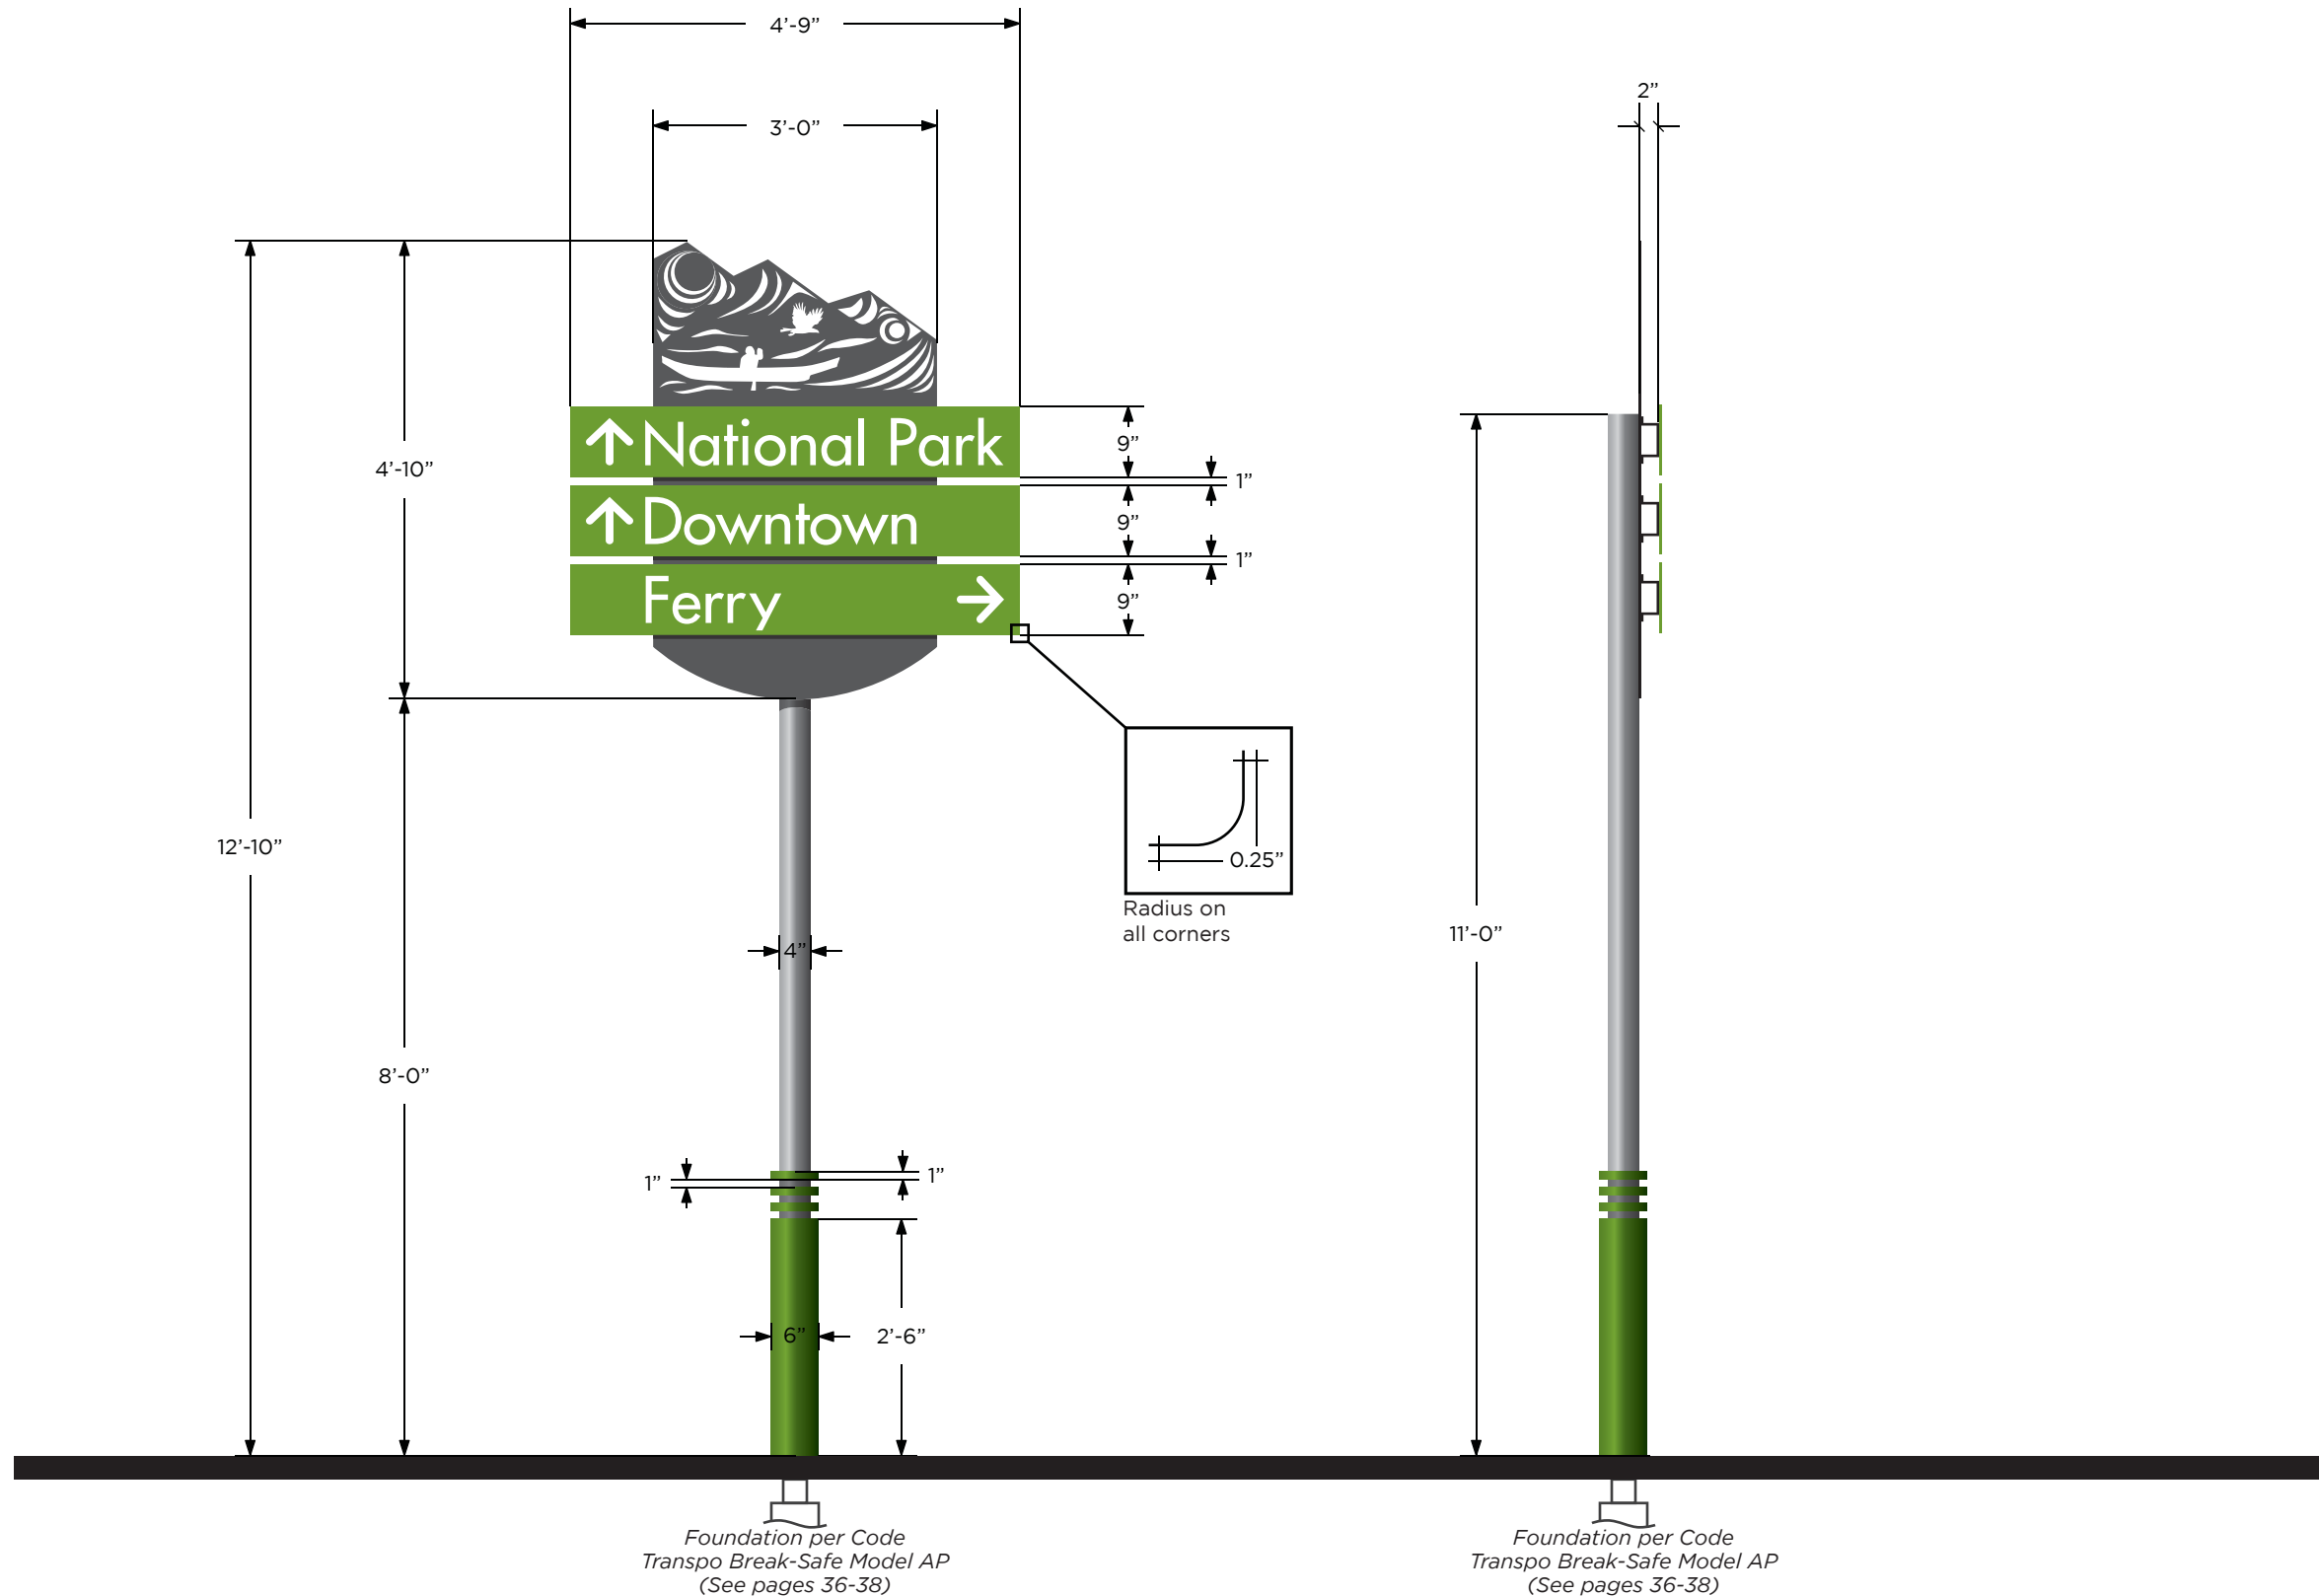 4’-9”
2”
3’-0”
National Park
9”
4’-10”
1”
Downtown
9”
1”
Ferry
9”
12’-10”
0.25”
Radius on
all corners
11’-0”
4”
8’-0”
1”
1”
6”
2’-6”
Foundation per Code
Transpo Break-Safe Model AP
(See pages 36-38)
Foundation per Code
Transpo Break-Safe Model AP
(See pages 36-38)